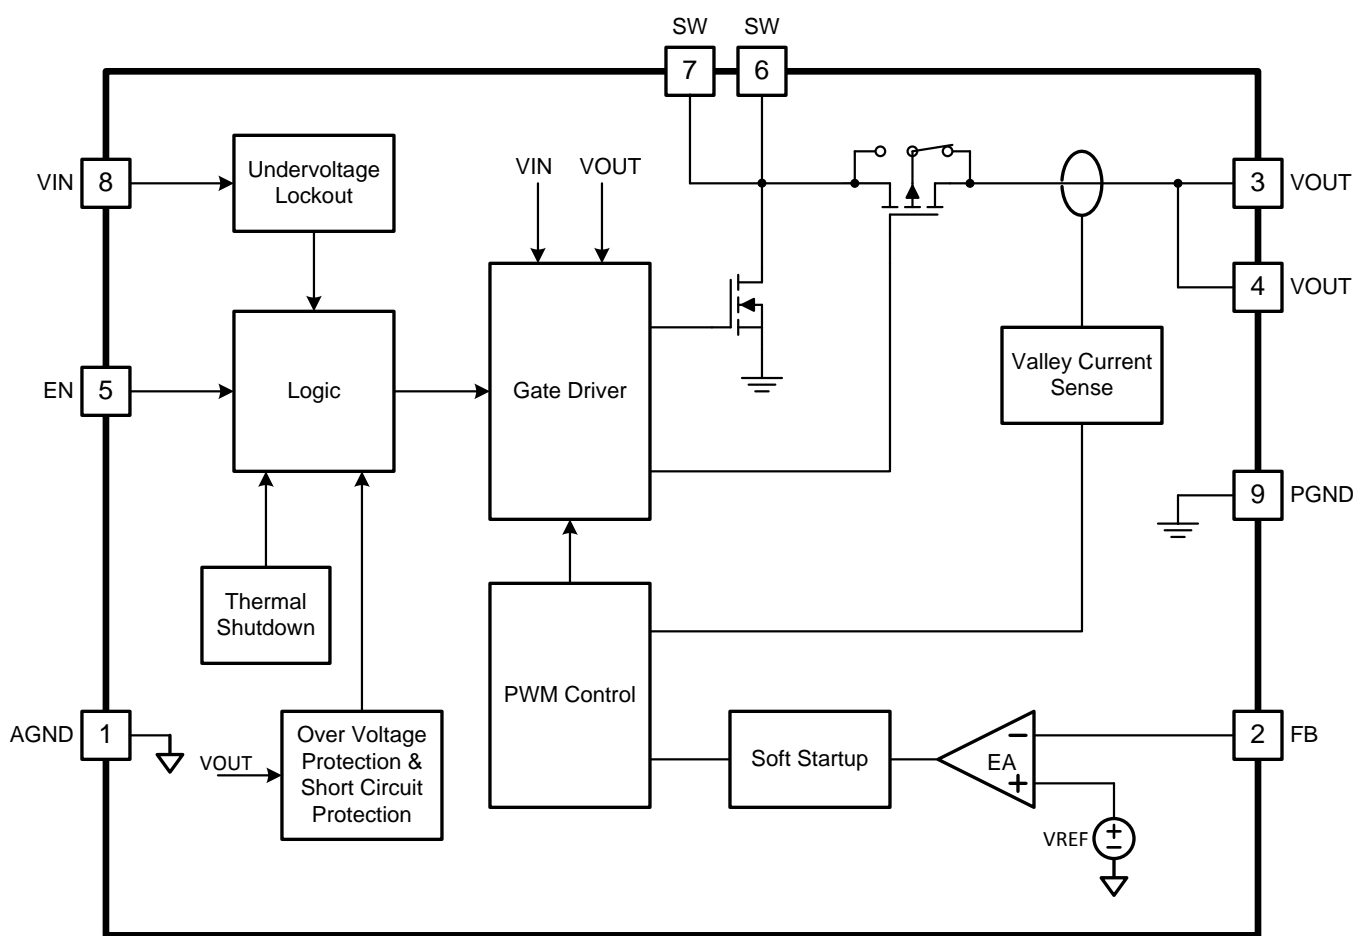 SW SW
7 6
VIN 8
Undervoltage
Lockout
VIN VOUT
3 VOUT
4 VOUT
EN 5
Logic
Gate Driver
Valley Current
Sense
9 PGND
Thermal
Shutdown
PWM Control
AGND 1
VOUT
Over Voltage
Protection &
Short Circuit
Protection
Soft Startup
EA
− +
2 FB
VREF
+ −